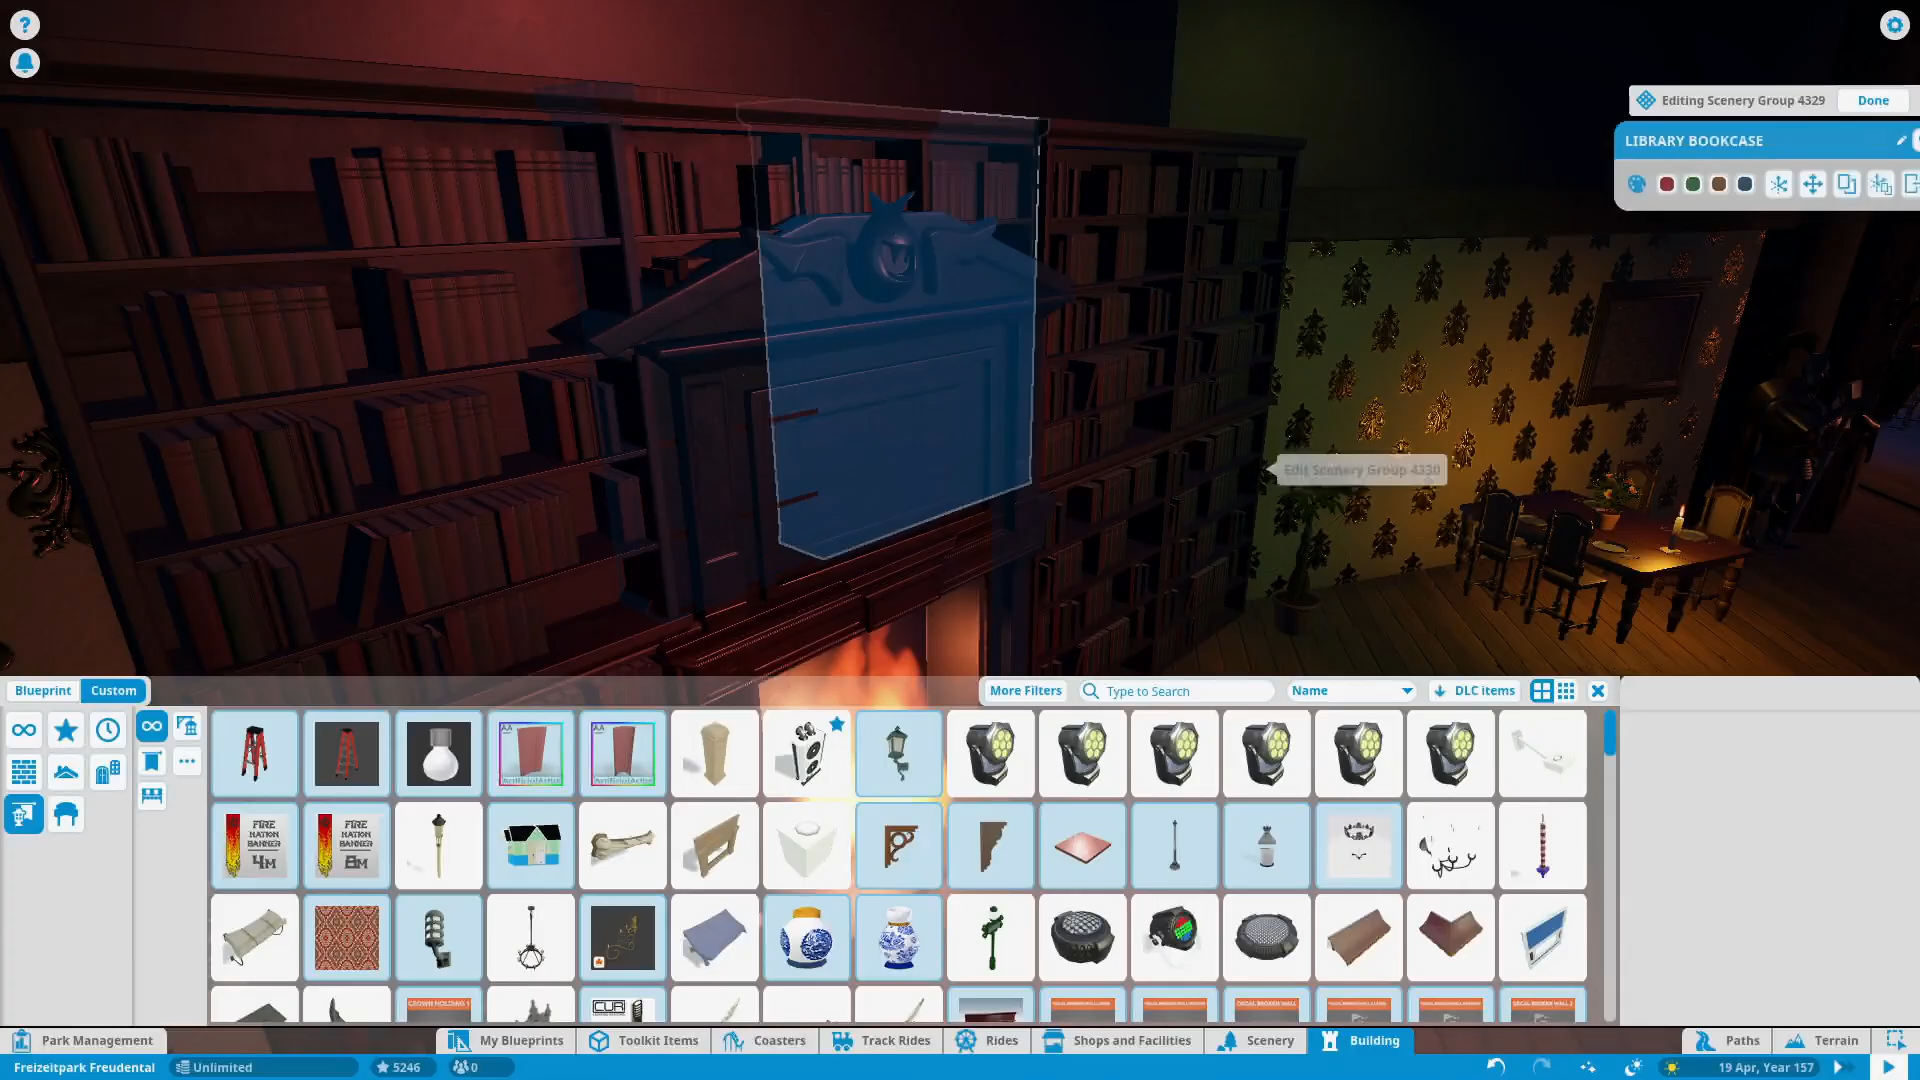 ?
Editing Scenery Group 4329
Done
LIBRARY BOOKCASE
Edit Scenery Group 4330
Blueprint
Custom
More Filters
Type to Search
Name
DLC items
FIRE NATION BANNER 4M
FIRE NATION BANNER 8M
Park Management
My Blueprints
Toolkit Items
Coasters
Track Rides
Rides
Shops and Facilities
Scenery
Building
Paths
Terrain
Freizeitpark Freudental
Unlimited
5246
0
19 Apr, Year 157